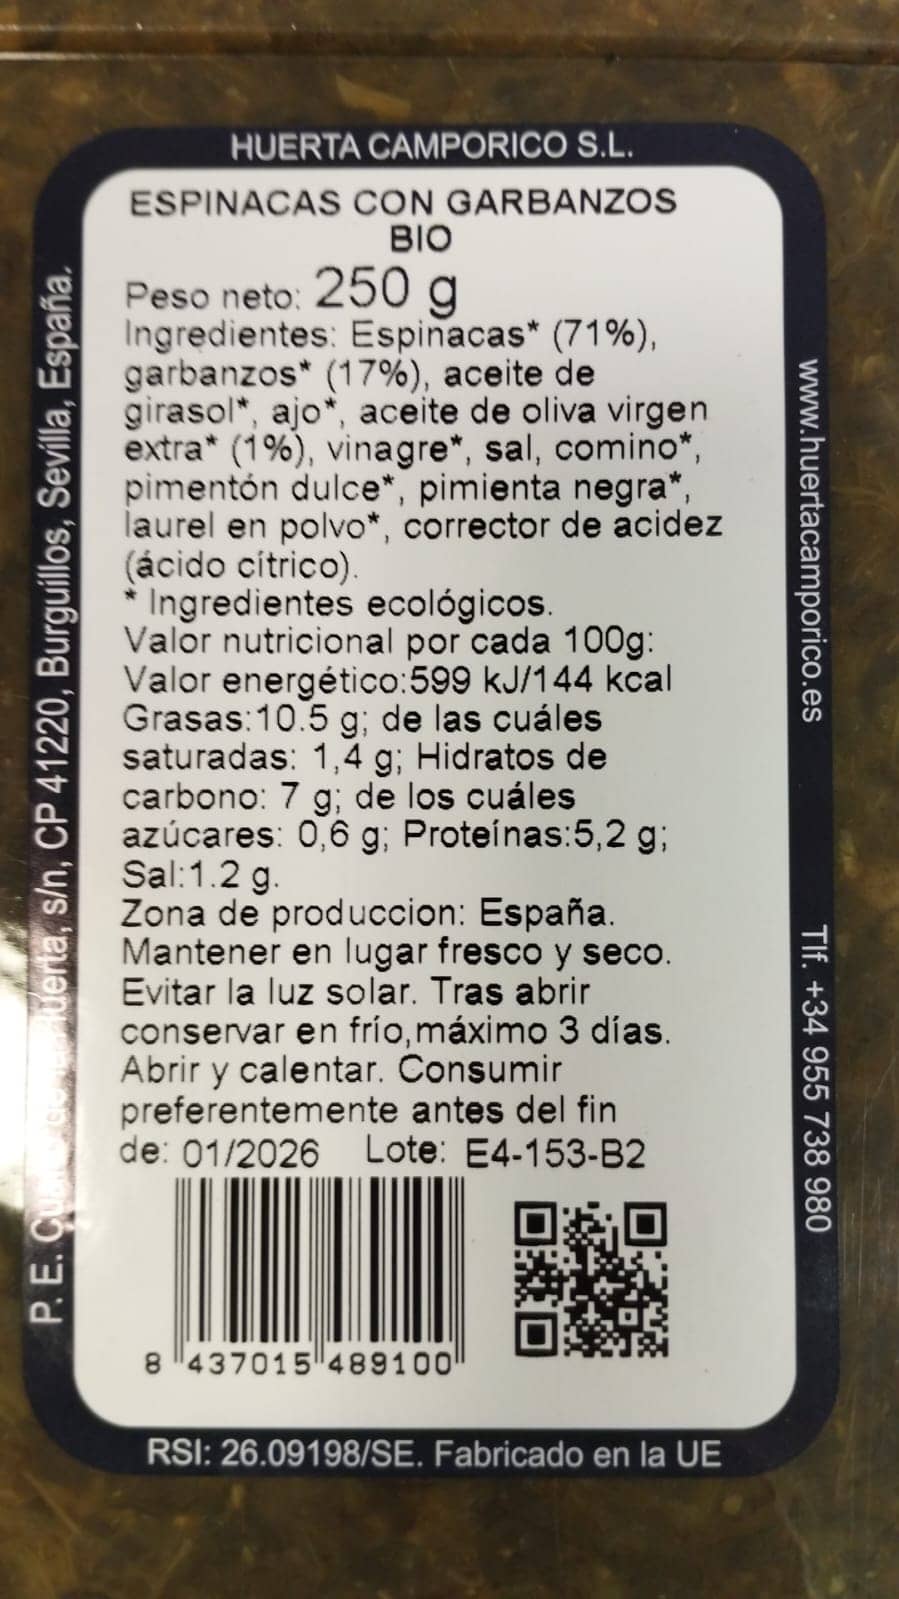 HUERTA CAMPORICO S.L.
ESPINACAS CON GARBANZOS
BIO
Peso neto: 250 g
Ingredientes: Espinacas* (71%),
garbanzos* (17%), aceite de
girasol*, ajo*, aceite de oliva virgen
extra* (1%), vinagre*, sal, comino*,
pimentón dulce*, pimienta negra*,
laurel en polvo*, corrector de acidez
(ácido cítrico).
* Ingredientes ecológicos.
Valor nutricional por cada 100g:
Valor energético:599 kJ/144 kcal
Grasas:10.5 g; de las cuáles
saturadas: 1,4 g; Hidratos de
carbono: 7 g; de los cuáles
azúcares: 0,6 g; Proteínas:5,2 g;
Sal:1.2 g.
Zona de produccion: España.
Mantener en lugar fresco y seco.
Evitar la luz solar. Tras abrir
conservar en frío,máximo 3 días.
Abrir y calentar. Consumir
preferentemente antes del fin
de: 01/2026 Lote: E4-153-B2
8 437015 489100
RSI: 26.09198/SE. Fabricado en la UE
P. E. s/n, CP 41220, Burguillos, Sevilla, España.
www.huertacamporico.es Tlf. +34 955 738 980